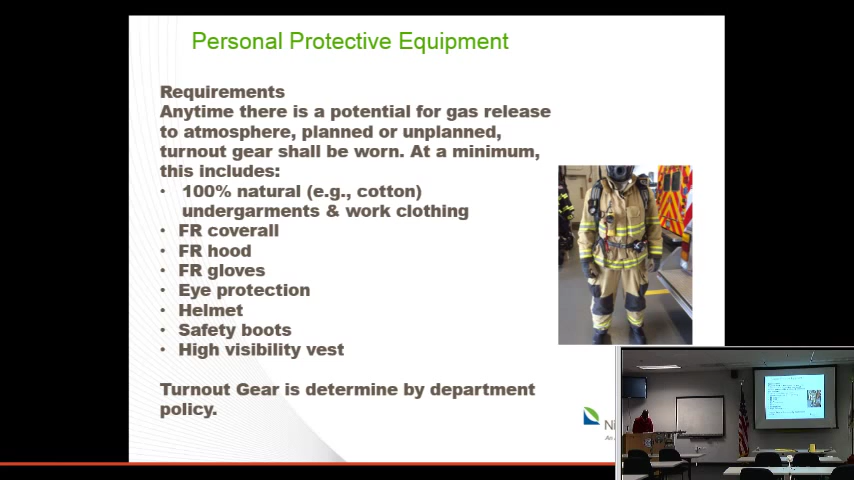 Personal Protective Equipment
Requirements
Anytime there is a potential for gas release
to atmosphere, planned or unplanned,
turnout gear shall be worn. At a minimum,
this includes:
• 100% natural (e.g., cotton)
undergarments & work clothing
• FR coverall
• FR hood
• FR gloves
• Eye protection
• Helmet
• Safety boots
• High visibility vest
Turnout Gear is determine by department
policy.